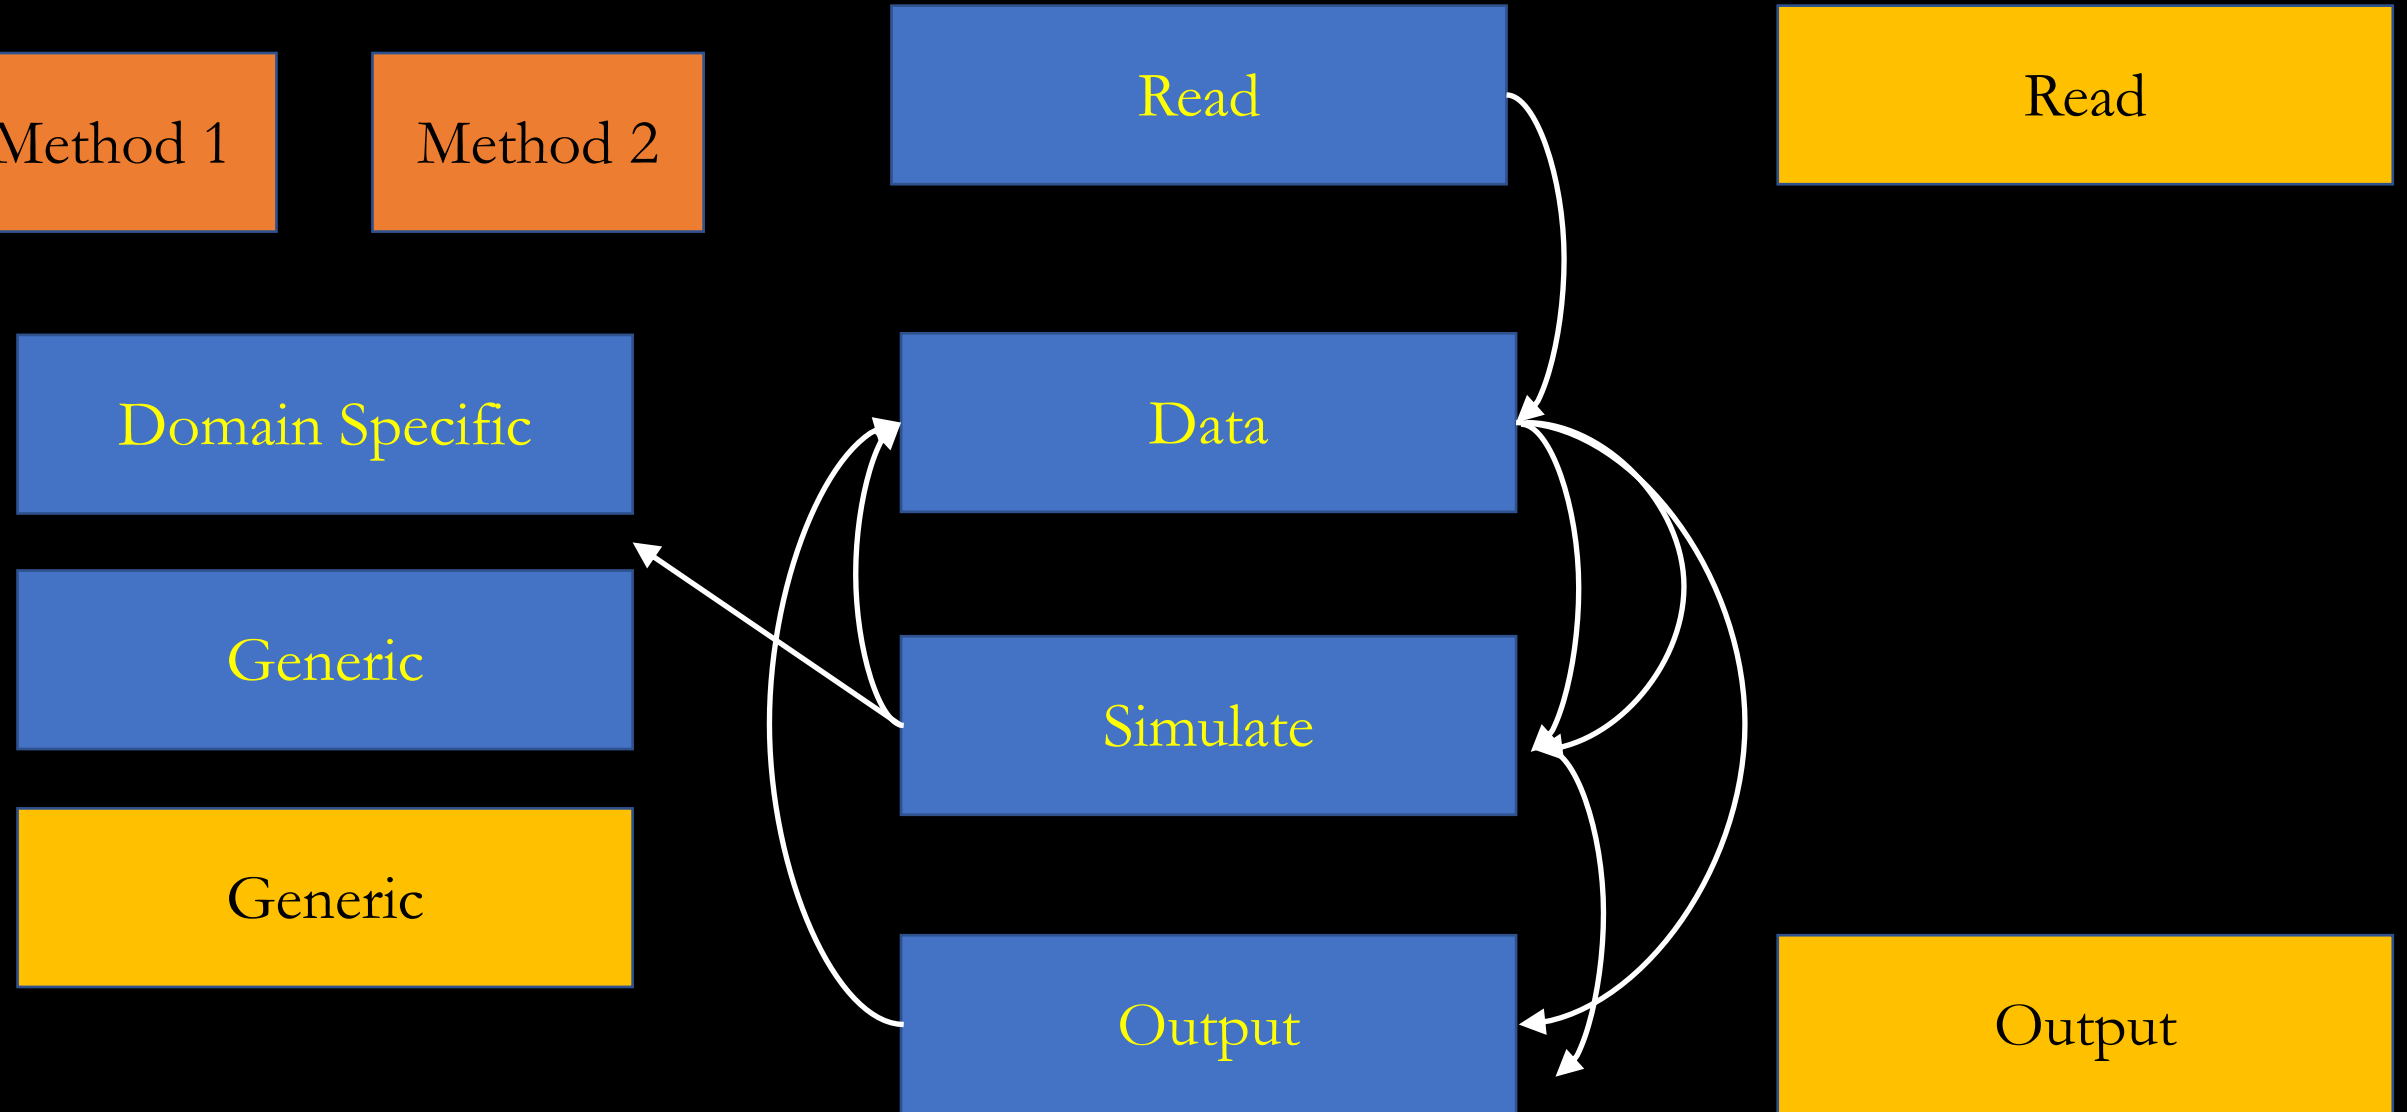 Method 1
Method 2
Read
Read
Domain Specific
Data
Generic
Simulate
Generic
Output
Output